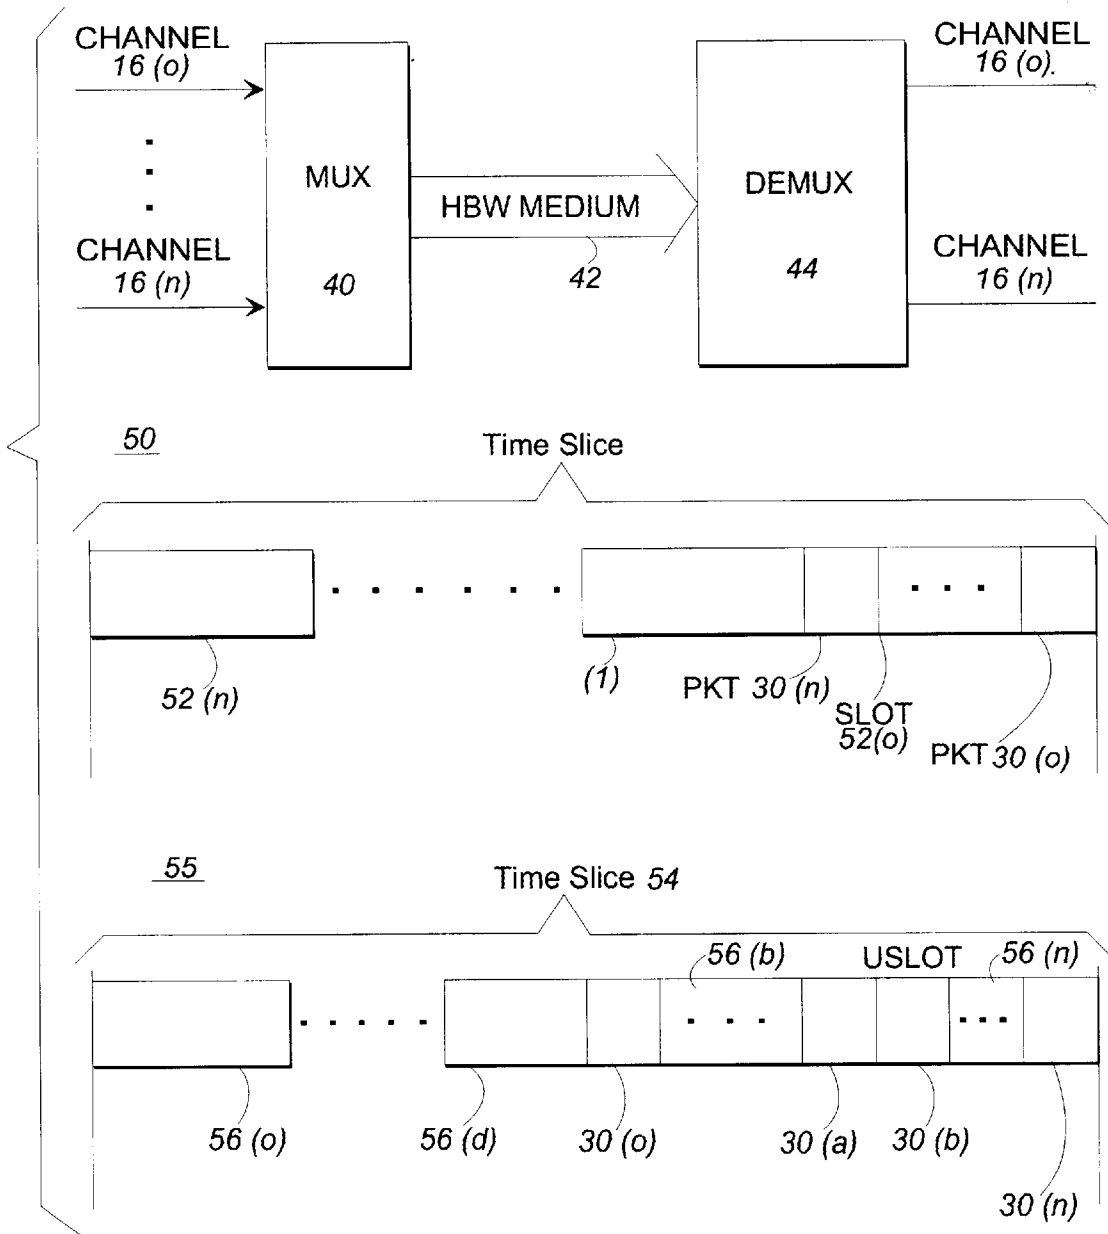 CHANNEL
16 (o)
CHANNEL
16 (o)
MUX
40
HBW MEDIUM
42
DEMUX
44
CHANNEL
16 (n)
CHANNEL
16 (n)
50
Time Slice
52 (n)
(1)
PKT 30 (n)
SLOT
52(o)
PKT 30 (o)
55
Time Slice 54
56 (b)
USLOT
56 (n)
56 (o)
56 (d)
30 (o)
30 (a)
30 (b)
30 (n)